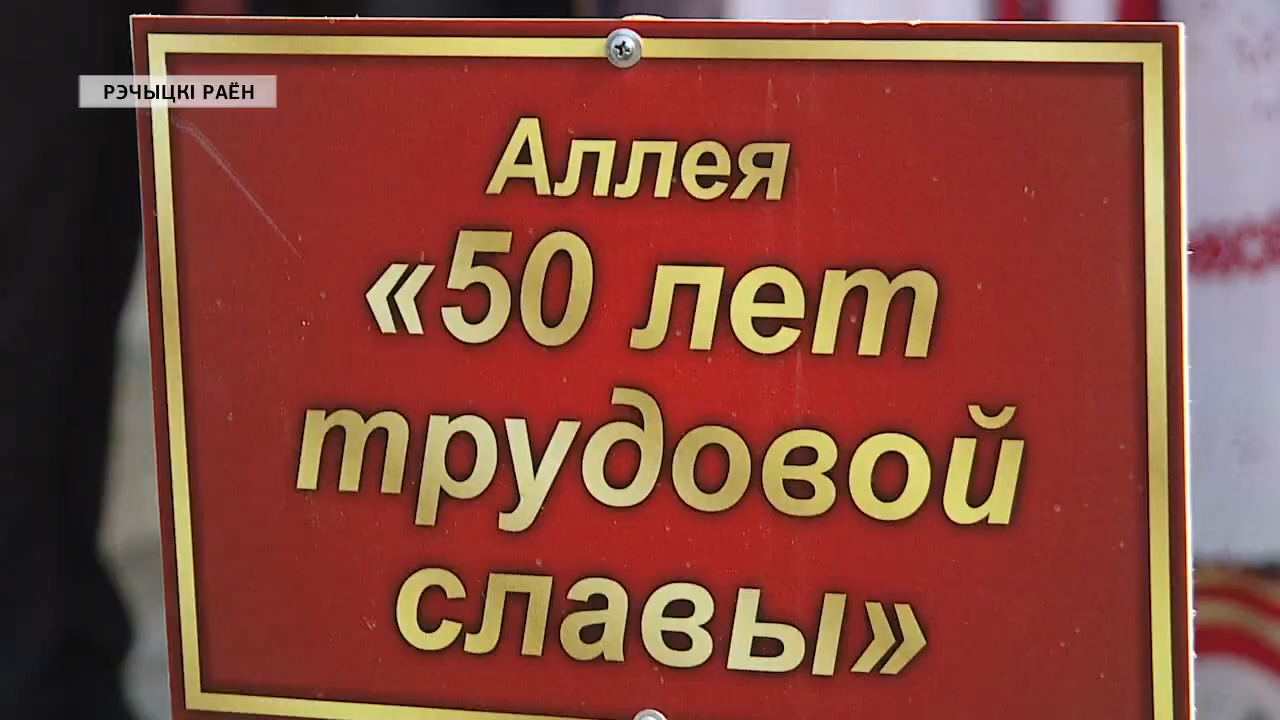 РЭЧЫЦКІ РАЁН
Аллея
«50 лет
трудовой
славы»